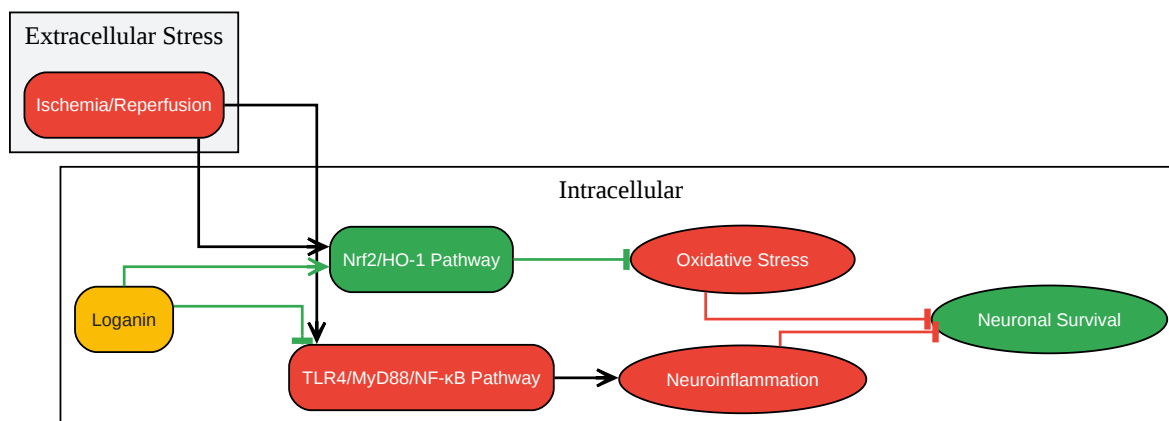 Extracellular Stress
Ischemia/Reperfusion
Intracellular
Nrf2/HO-1 Pathway
Oxidative Stress
Loganin
Neuronal Survival
TLR4/MyD88/NF-κB Pathway
Neuroinflammation